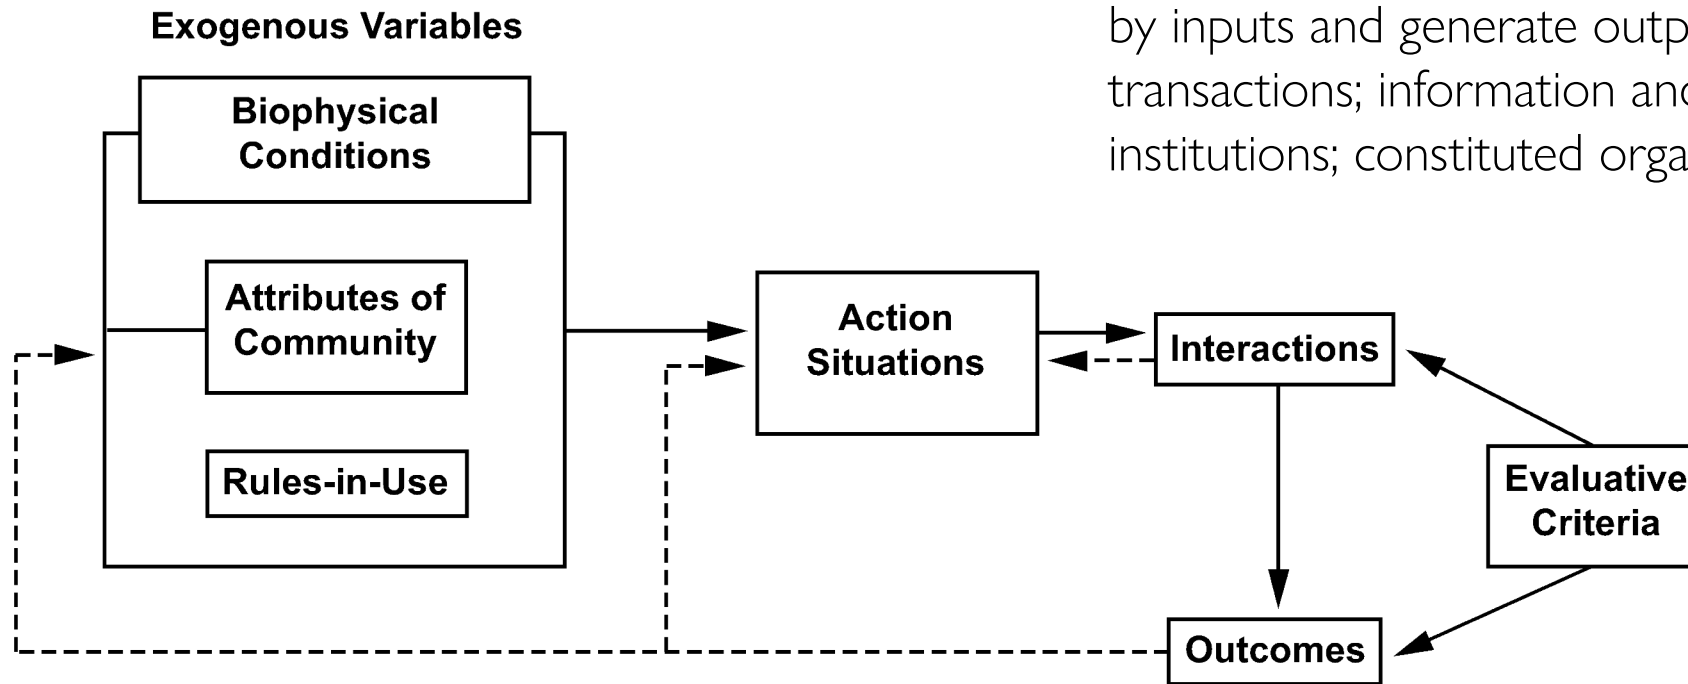 Exogenous Variables
by inputs and generate outp
transactions; information and
institutions; constituted orga
Biophysical
Conditions
Attributes of
Community
Rules-in-Use
Action
Situations
Interactions
Evaluative
Criteria
Outcomes